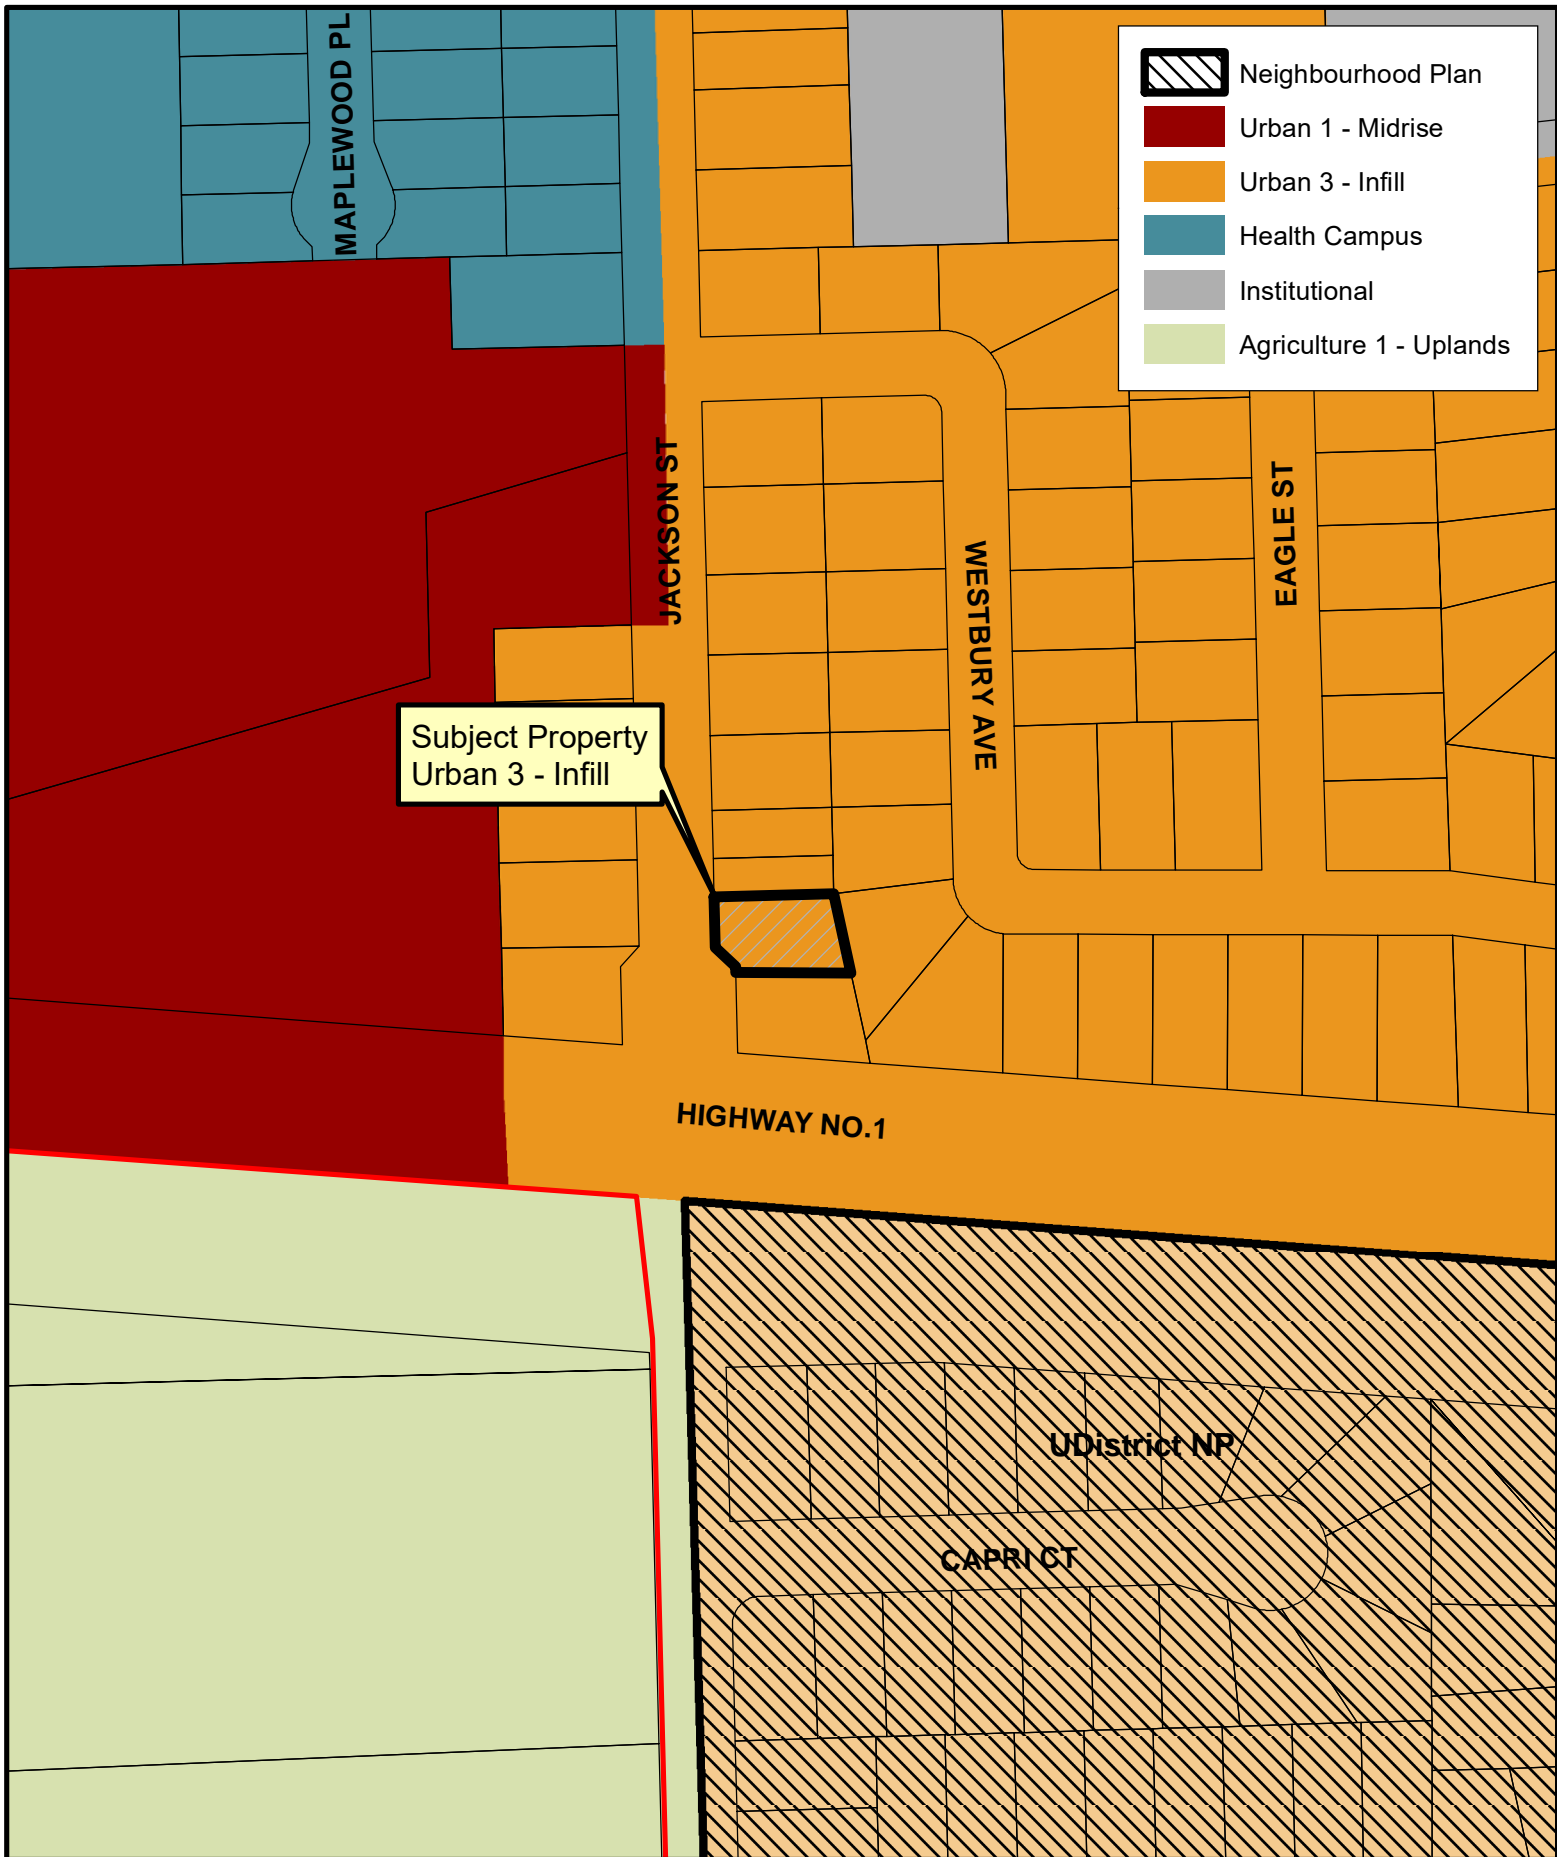 MAPLEWOOD PL
Neighbourhood Plan
Urban 1 - Midrise
Urban 3 - Infill
Health Campus
Institutional
Agriculture 1 - Uplands
JACKSON ST
WESTBURY AVE
EAGLE ST
Subject Property
Urban 3 - Infill
HIGHWAY NO.1
UDistrict NP
CAPRI CT